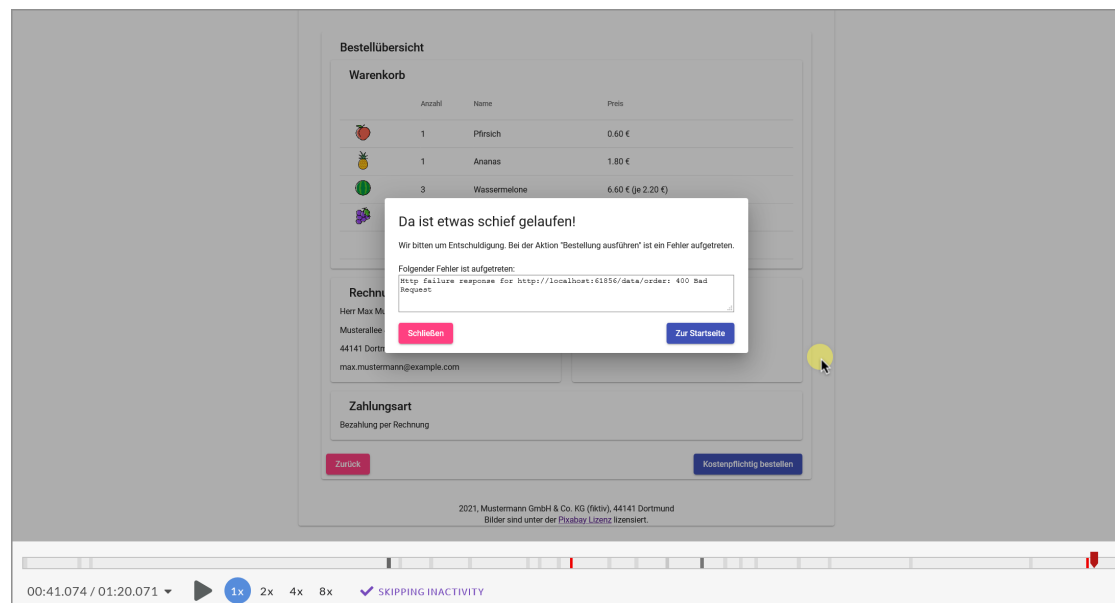 Bestellübersicht
Warenkorb
Anzahl Name Preis
1 Pfirsich 0.60 €
1 Ananas 1.80 €
3 Wassermelone 6.60 € (je 2.20 €)
Da ist etwas schief gelaufen!
Wir bitten um Entschuldigung. Bei der Aktion "Bestellung ausführen" ist ein Fehler aufgetreten.
Folgender Fehler ist aufgetreten:
Http failure response for http://localhost:61856/data/order: 400 Bad
Request
Schließen Zur Startseite
Rechnu
Herr Max Mu
Musterallee
44141 Dortm
max.mustermann@example.com
Zahlungsart
Bezahlung per Rechnung
Zurück Kostenpflichtig bestellen
2021, Mustermann GmbH & Co. KG (fiktiv), 44141 Dortmund
Bilder sind unter der Pixabay Lizenz lizensiert.
00:41.074 / 01:20.071 1x 2x 4x 8x SKIPPING INACTIVITY